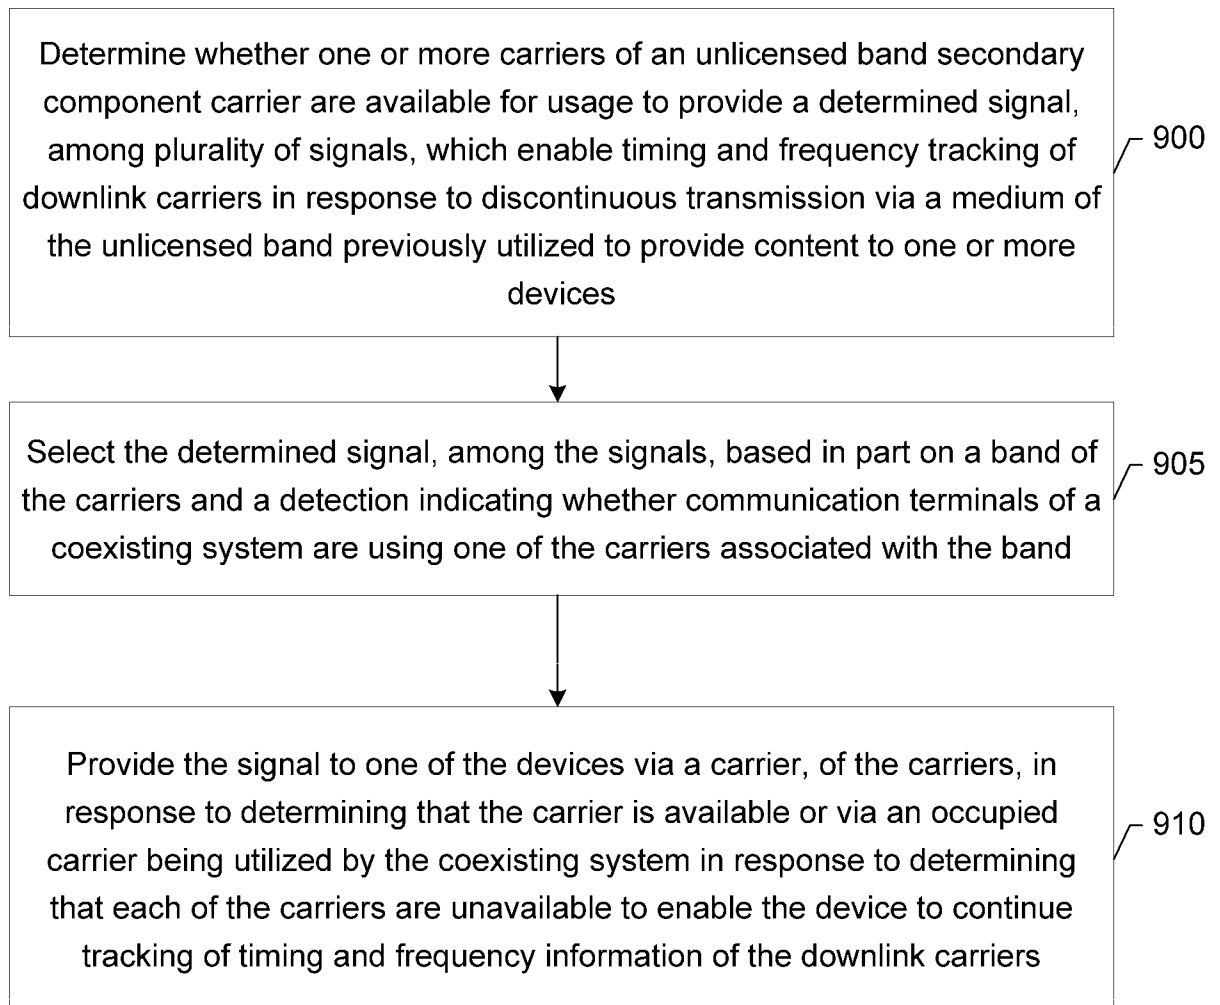 Determine whether one or more carriers of an unlicensed band secondary
component carrier are available for usage to provide a determined signal,
among plurality of signals, which enable timing and frequency tracking of
downlink carriers in response to discontinuous transmission via a medium of
the unlicensed band previously utilized to provide content to one or more
devices
900
Select the determined signal, among the signals, based in part on a band of
the carriers and a detection indicating whether communication terminals of a
coexisting system are using one of the carriers associated with the band
905
Provide the signal to one of the devices via a carrier, of the carriers, in
response to determining that the carrier is available or via an occupied
carrier being utilized by the coexisting system in response to determining
that each of the carriers are unavailable to enable the device to continue
tracking of timing and frequency information of the downlink carriers
910